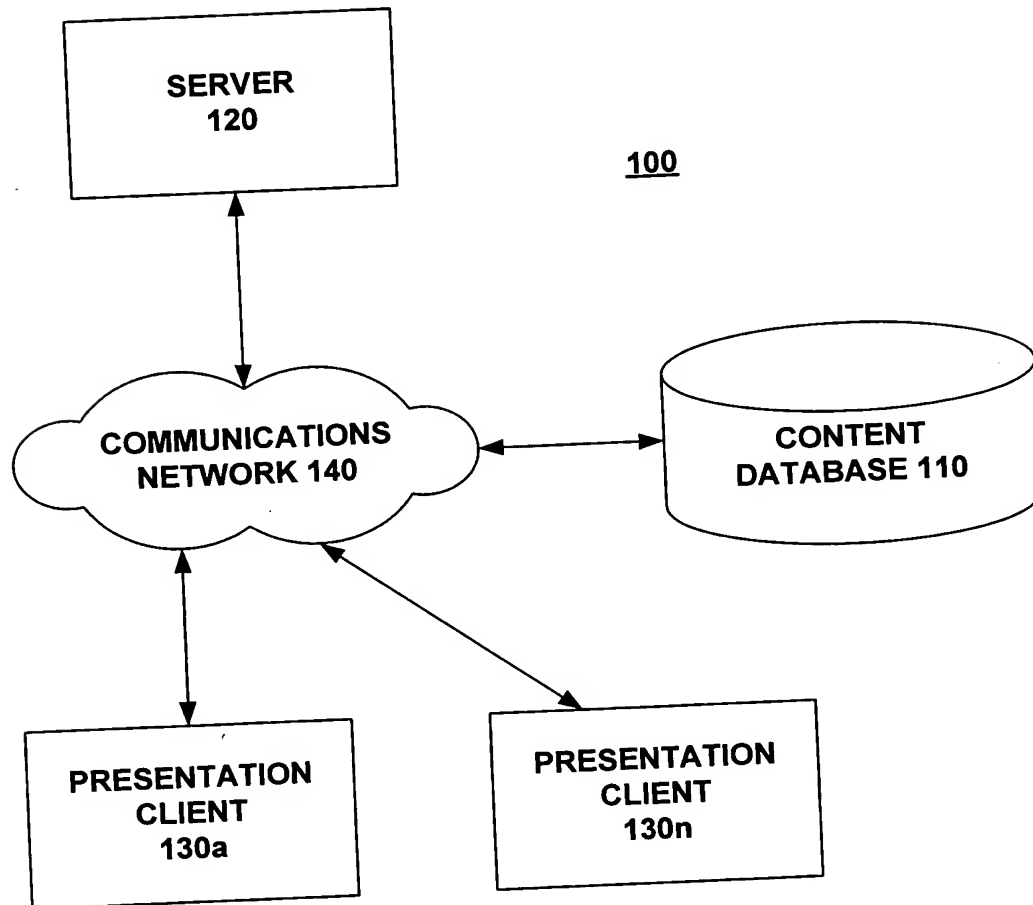 SERVER
120
100
COMMUNICATIONS
NETWORK 140
CONTENT
DATABASE 110
PRESENTATION
CLIENT
130a
PRESENTATION
CLIENT
130n